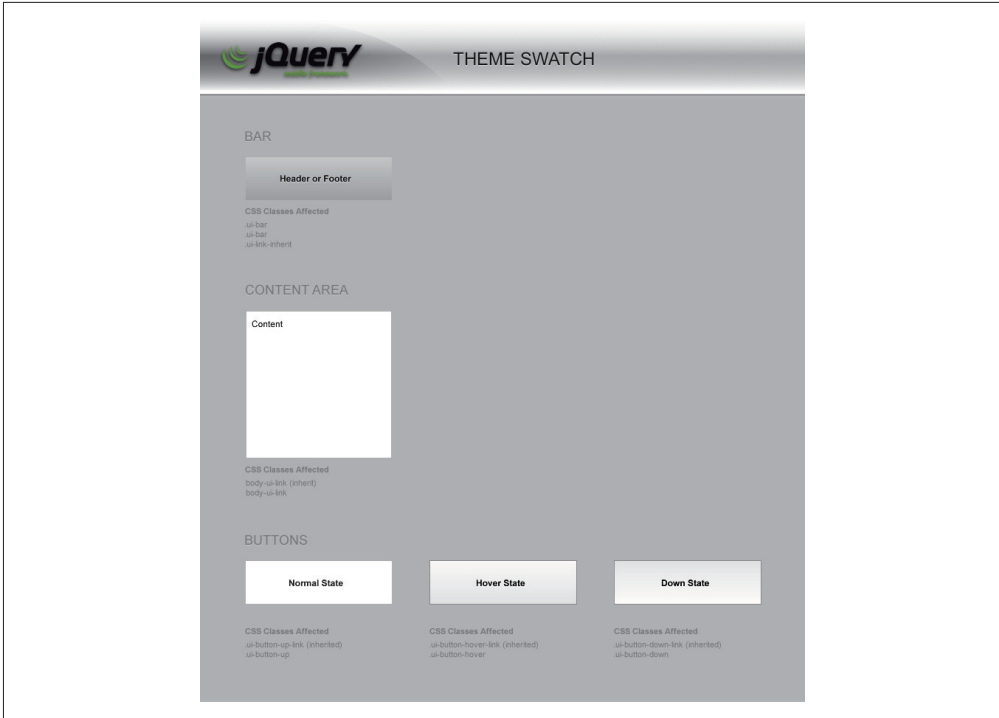 jQuery
mobile framework
THEME SWATCH
BAR
Header or Footer
CSS Classes Affected
.ui-bar
.ui-bar
.ui-link-inherit
CONTENT AREA
Content
CSS Classes Affected
body-ui-link (inherit)
body-ui-link
BUTTONS
Normal State
Hover State
Down State
CSS Classes Affected
.ui-button-up-link (inherited)
.ui-button-up
CSS Classes Affected
.ui-button-hover-link (inherited)
.ui-button-hover
CSS Classes Affected
.ui-button-down-link (inherited)
.ui-button-down